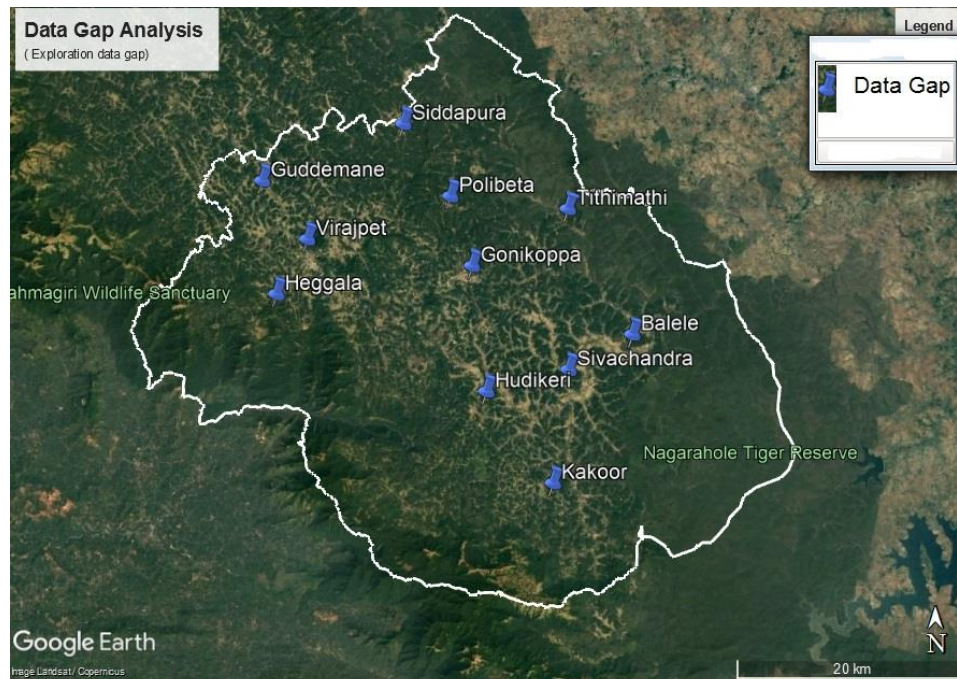 Data Gap Analysis
( Exploration data gap)
Legend
Data Gap
Siddapura
Guddemane
Polibeta
Tithimathi
Virajpet
Gonikoppa
Heggala
ahmagiri Wildlife Sanctuary
Balele
Sivachandra
Hudikeri
Nagarahole Tiger Reserve
Kakoor
Google Earth
Image Landsat / Copernicus
N
20 km